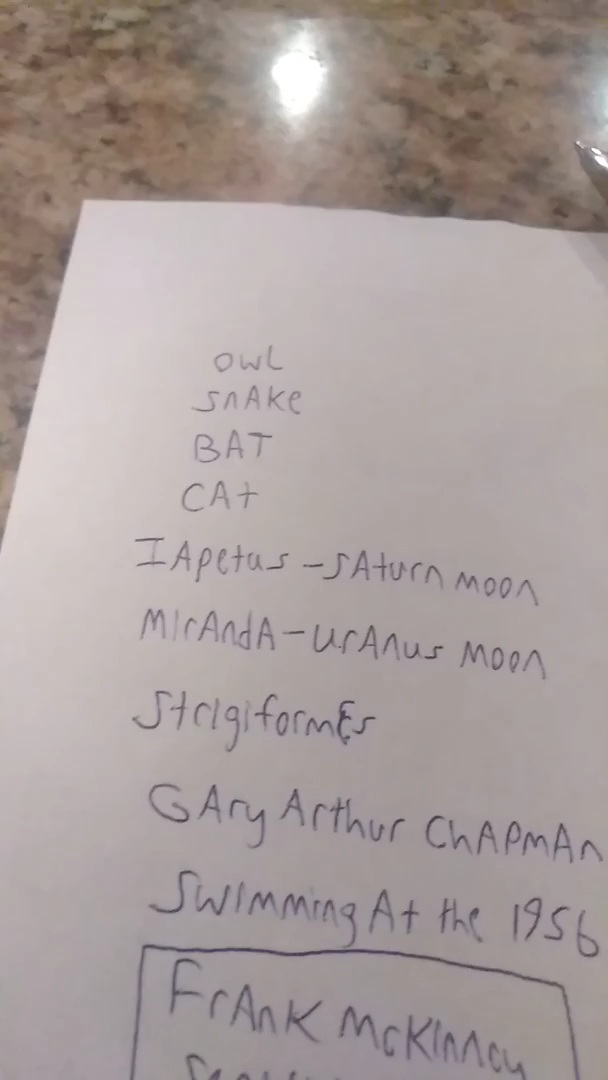 OWL
SnAke
BAT
CAt
IApetus - SAturn moon
MIrAndA - UrAnus Moon
StrIgiformEs
GAry Arthur ChAPmAn
SwImming At the 1956
FrAnk McKInney